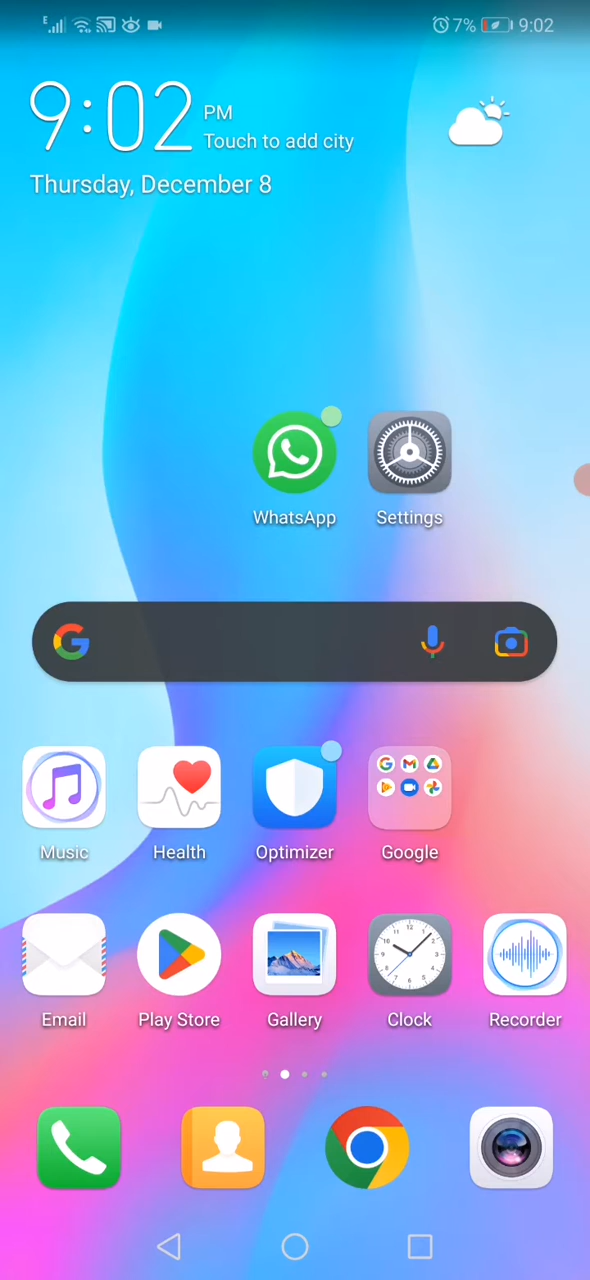 E 7% 9:02
9:02 PM
Touch to add city
Thursday, December 8
WhatsApp Settings
Music Health Optimizer Google
Email Play Store Gallery Clock Recorder